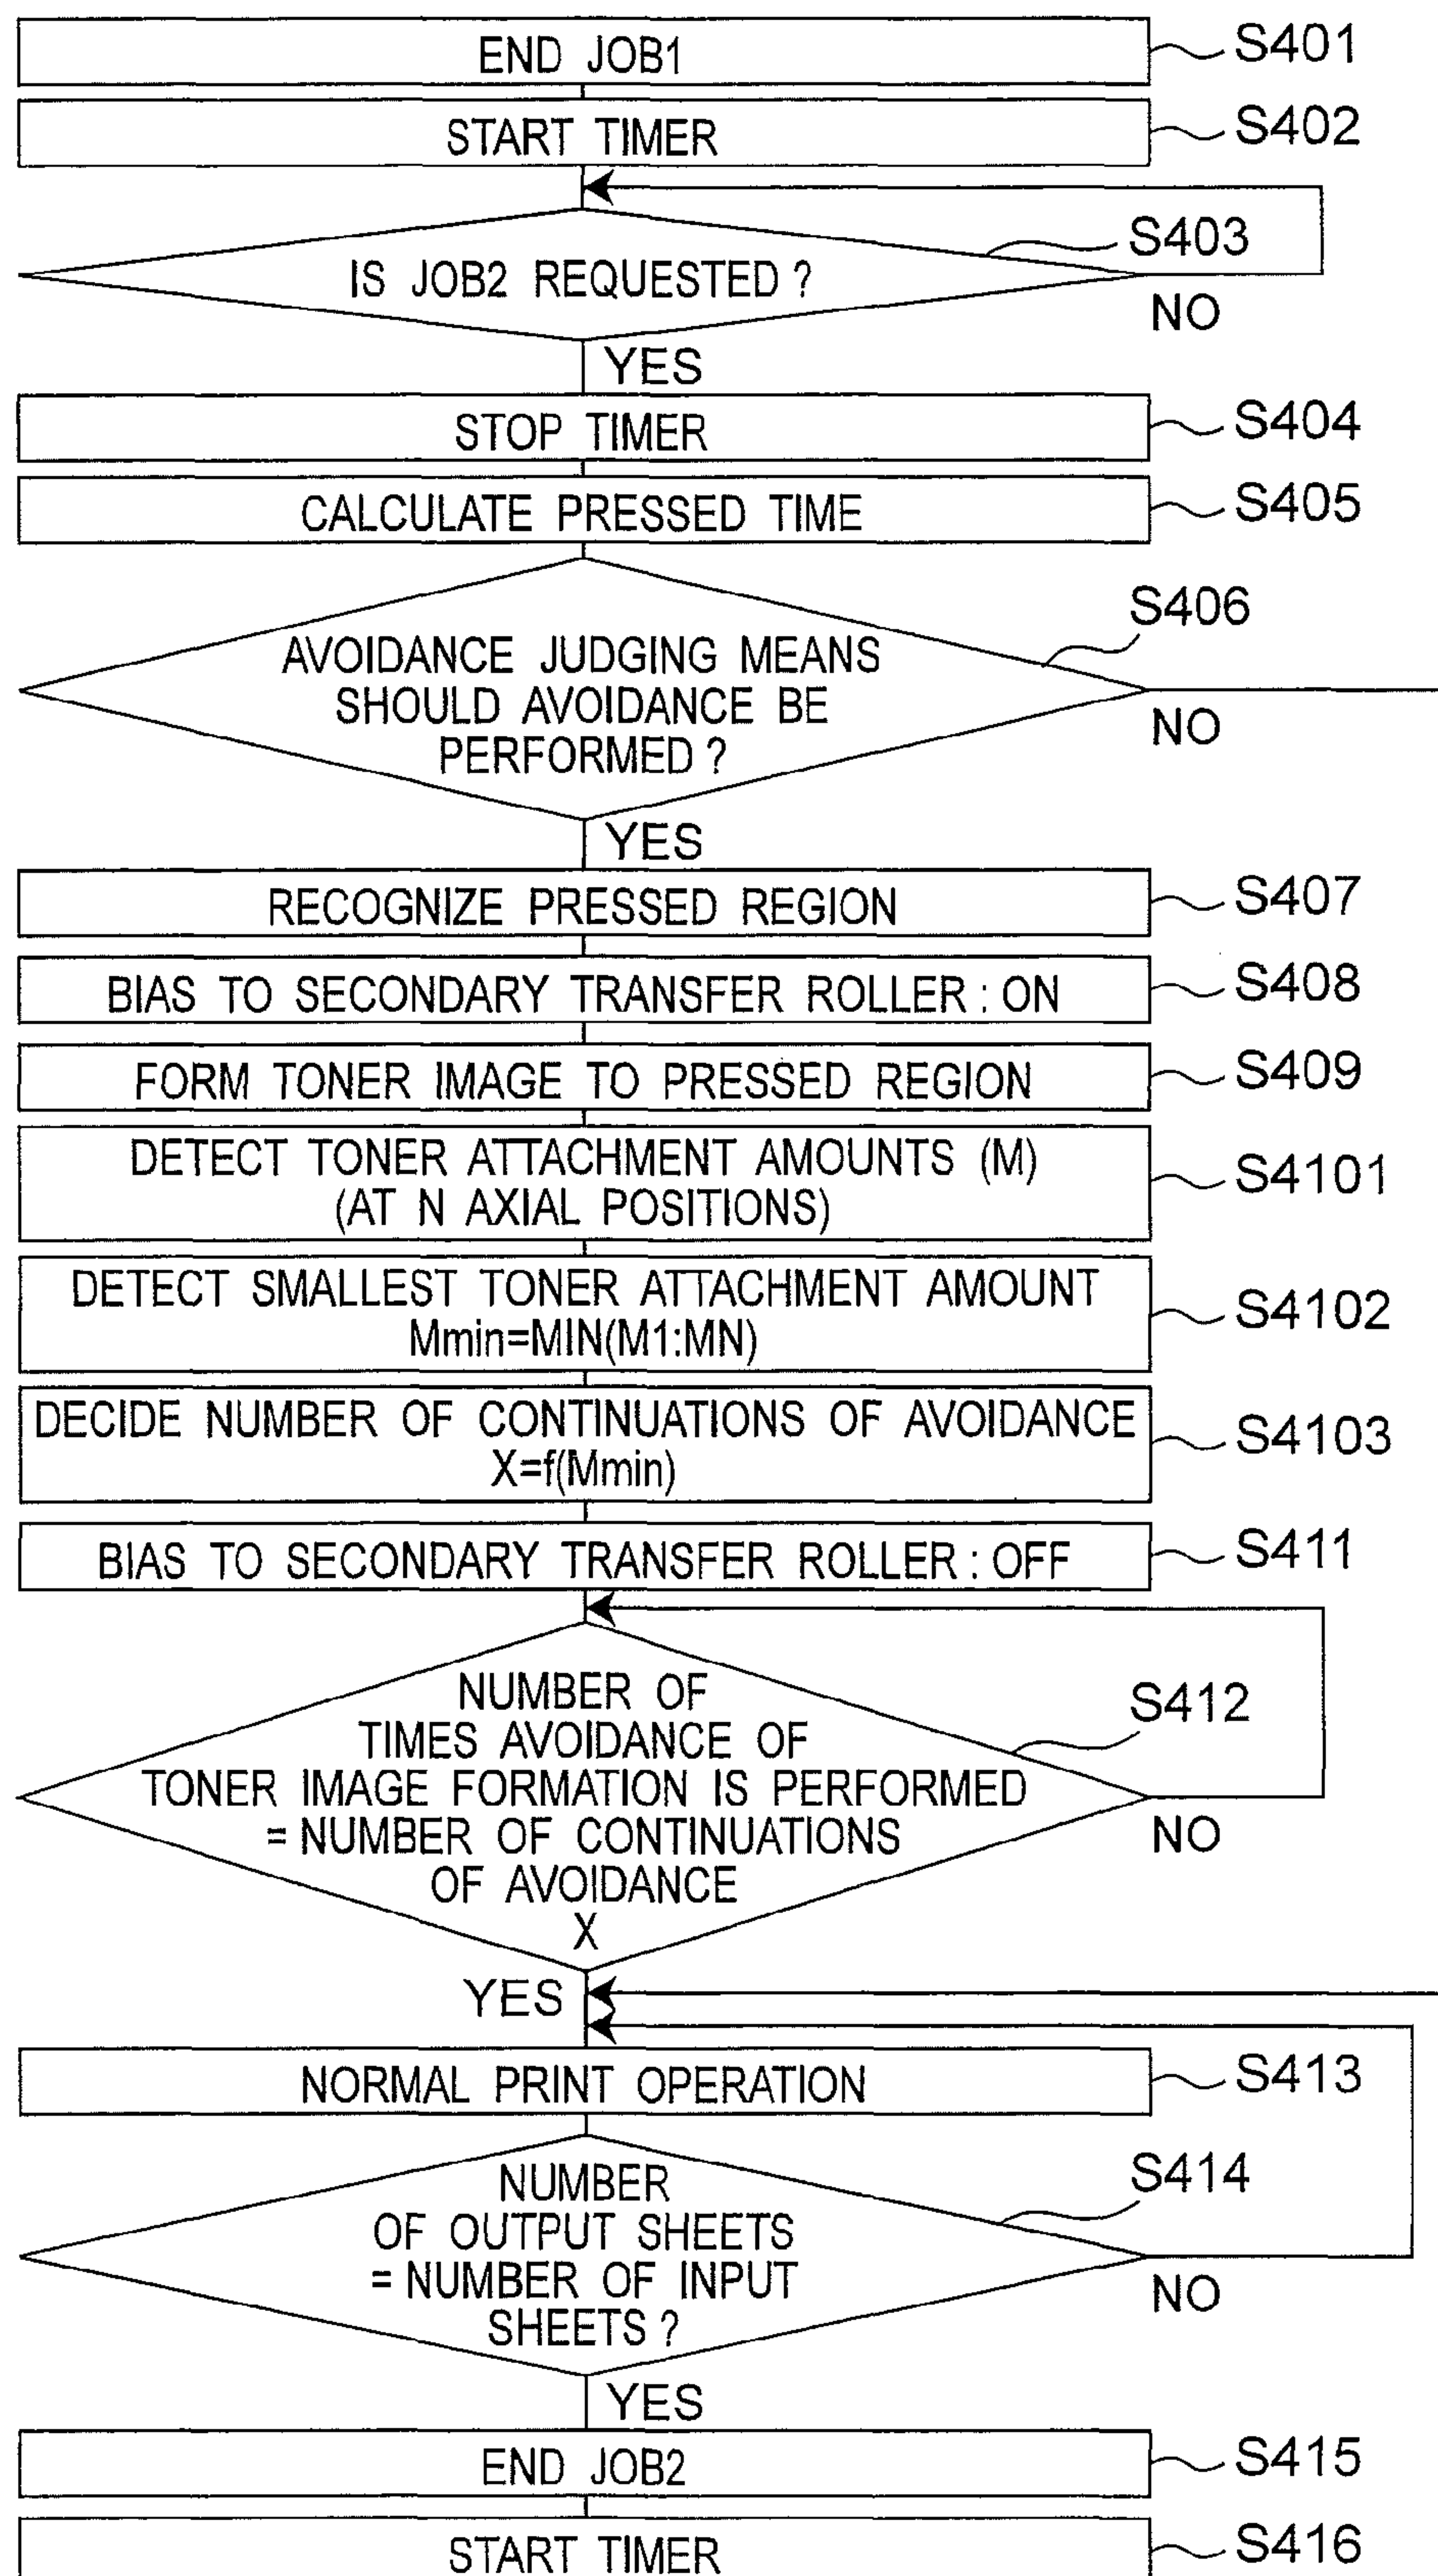 END JOB1
S401
START TIMER
S402
S403
IS JOB2 REQUESTED ?
NO
YES
STOP TIMER
S404
CALCULATE PRESSED TIME
S405
S406
AVOIDANCE JUDGING MEANS
SHOULD AVOIDANCE BE
PERFORMED ?
NO
YES
RECOGNIZE PRESSED REGION
S407
BIAS TO SECONDARY TRANSFER ROLLER : ON
S408
FORM TONER IMAGE TO PRESSED REGION
S409
DETECT TONER ATTACHMENT AMOUNTS (M)
(AT N AXIAL POSITIONS)
S4101
DETECT SMALLEST TONER ATTACHMENT AMOUNT
Mmin=MIN(M1:MN)
S4102
DECIDE NUMBER OF CONTINUATIONS OF AVOIDANCE
X=f(Mmin)
S4103
BIAS TO SECONDARY TRANSFER ROLLER : OFF
S411
NUMBER OF
TIMES AVOIDANCE OF
TONER IMAGE FORMATION IS PERFORMED
= NUMBER OF CONTINUATIONS
OF AVOIDANCE
X
S412
NO
YES
NORMAL PRINT OPERATION
S413
NUMBER
OF OUTPUT SHEETS
= NUMBER OF INPUT
SHEETS ?
S414
NO
YES
END JOB2
S415
START TIMER
S416